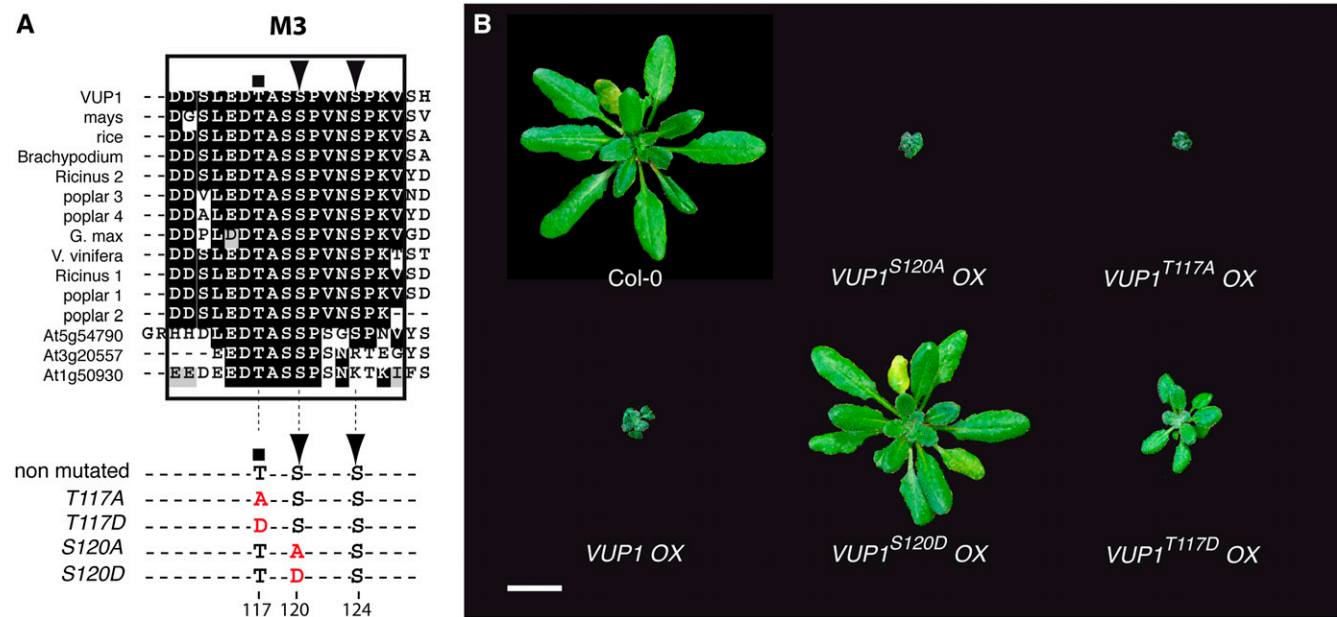 A
M3
VUP1 --DDSLEDTASSPVNSPKVSH
mays --DGSLEDTASSPVNSPKVSV
rice --DDSLEDTASSPVNSPKVSA
Brachypodium --DDSLEDTASSPVNSPKVSA
Ricinus 2 --DDSLEDTASSPVNSPKVYD
poplar 3 --DDVLEDTASSPVNSPKVND
poplar 4 --DDALEDTASSPVNSPKVYD
G. max --DDPLDDTASSPVNSPKVGD
V. vinifera --DDSLEDTASSPVNSPKTST
Ricinus 1 --DDSLEDTASSPVNSPKVSD
poplar 1 --DDSLEDTASSPVNSPKVSD
poplar 2 --DDSLEDTASSPVNSPK---
At5g54790 GRHHDLEDTASSPSGSPNVYS
At3g20557 -----EEDTASSPSNRTEGYS
At1g50930 --EEDEEDTASSPSNKTKIFS
non mutated --------T--S---S-----
T117A --------A--S---S-----
T117D --------D--S---S-----
S120A --------T--A---S-----
S120D --------T--D---S-----
117 120 124
B
Col-0
VUP1S120A OX
VUP1T117A OX
VUP1 OX
VUP1S120D OX
VUP1T117D OX